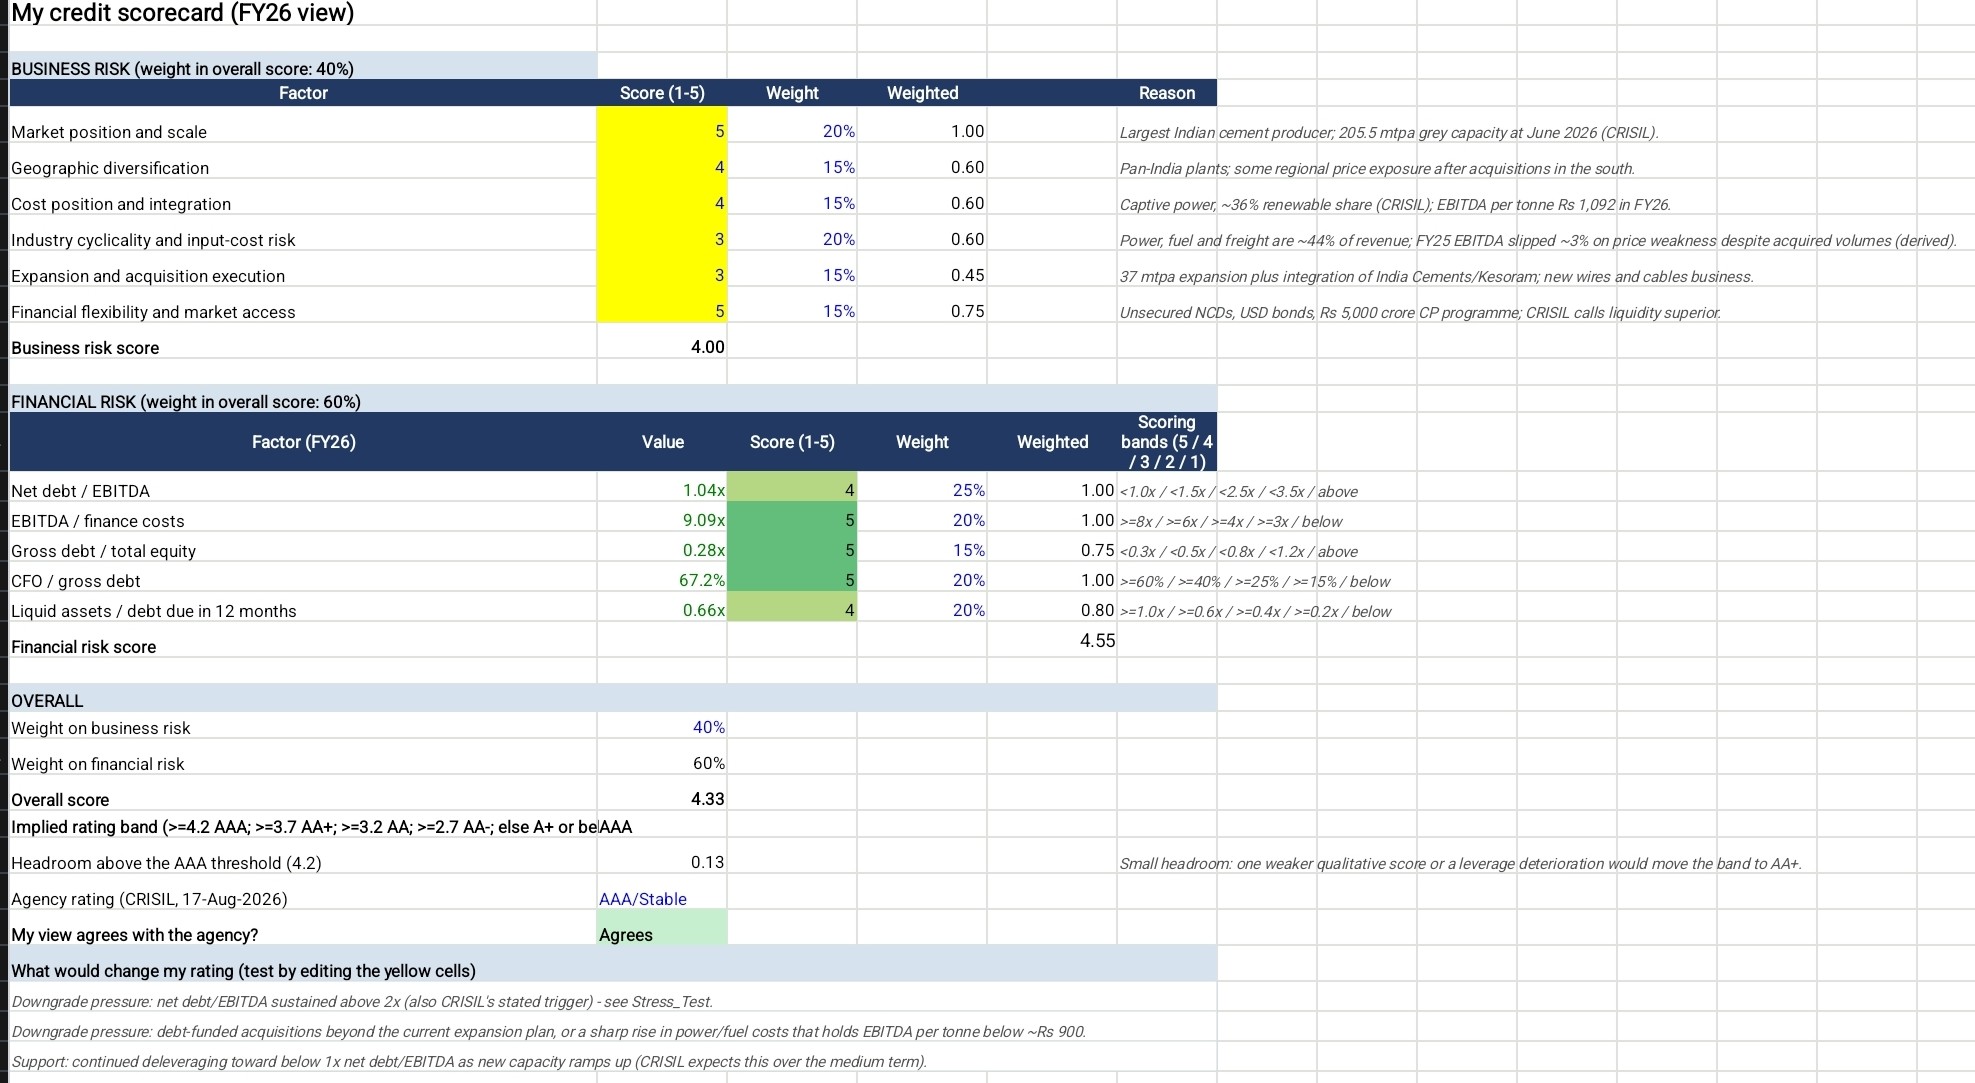 My credit scorecard (FY26 view)
BUSINESS RISK (weight in overall score: 40%)
Factor Score (1-5) Weight Weighted Reason
Market position and scale 5 20% 1.00 Largest Indian cement producer; 205.5 mtpa grey capacity at June 2026 (CRISIL).
Geographic diversification 4 15% 0.60 Pan-India plants; some regional price exposure after acquisitions in the south.
Cost position and integration 4 15% 0.60 Captive power, ~36% renewable share (CRISIL); EBITDA per tonne Rs 1,092 in FY26.
Industry cyclicality and input-cost risk 3 20% 0.60 Power, fuel and freight are ~44% of revenue; FY25 EBITDA slipped ~3% on price weakness despite acquired volumes (derived).
Expansion and acquisition execution 3 15% 0.45 37 mtpa expansion plus integration of India Cements/Kesoram; new wires and cables business.
Financial flexibility and market access 5 15% 0.75 Unsecured NCDs, USD bonds, Rs 5,000 crore CP programme; CRISIL calls liquidity superior.
Business risk score 4.00
FINANCIAL RISK (weight in overall score: 60%)
Factor (FY26) Value Score (1-5) Weight Weighted Scoring bands (5 / 4 / 3 / 2 / 1)
Net debt / EBITDA 1.04x 4 25% 1.00 <1.0x / <1.5x / <2.5x / <3.5x / above
EBITDA / finance costs 9.09x 5 20% 1.00 >=8x / >=6x / >=4x / >=3x / below
Gross debt / total equity 0.28x 5 15% 0.75 <0.3x / <0.5x / <0.8x / <1.2x / above
CFO / gross debt 67.2% 5 20% 1.00 >=60% / >=40% / >=25% / >=15% / below
Liquid assets / debt due in 12 months 0.66x 4 20% 0.80 >=1.0x / >=0.6x / >=0.4x / >=0.2x / below
Financial risk score 4.55
OVERALL
Weight on business risk 40%
Weight on financial risk 60%
Overall score 4.33
Implied rating band (>=4.2 AAA; >=3.7 AA+; >=3.2 AA; >=2.7 AA-; else A+ or be AAA
Headroom above the AAA threshold (4.2) 0.13 Small headroom: one weaker qualitative score or a leverage deterioration would move the band to AA+.
Agency rating (CRISIL, 17-Aug-2026) AAA/Stable
My view agrees with the agency? Agrees
What would change my rating (test by editing the yellow cells)
Downgrade pressure: net debt/EBITDA sustained above 2x (also CRISIL's stated trigger) - see Stress_Test.
Downgrade pressure: debt-funded acquisitions beyond the current expansion plan, or a sharp rise in power/fuel costs that holds EBITDA per tonne below ~Rs 900.
Support: continued deleveraging toward below 1x net debt/EBITDA as new capacity ramps up (CRISIL expects this over the medium term).